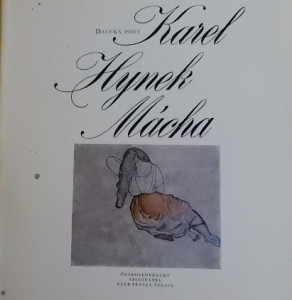 Daleká pouť
Karel
Hynek
Mácha
Československý
spisovatel
Klub přátel poezie